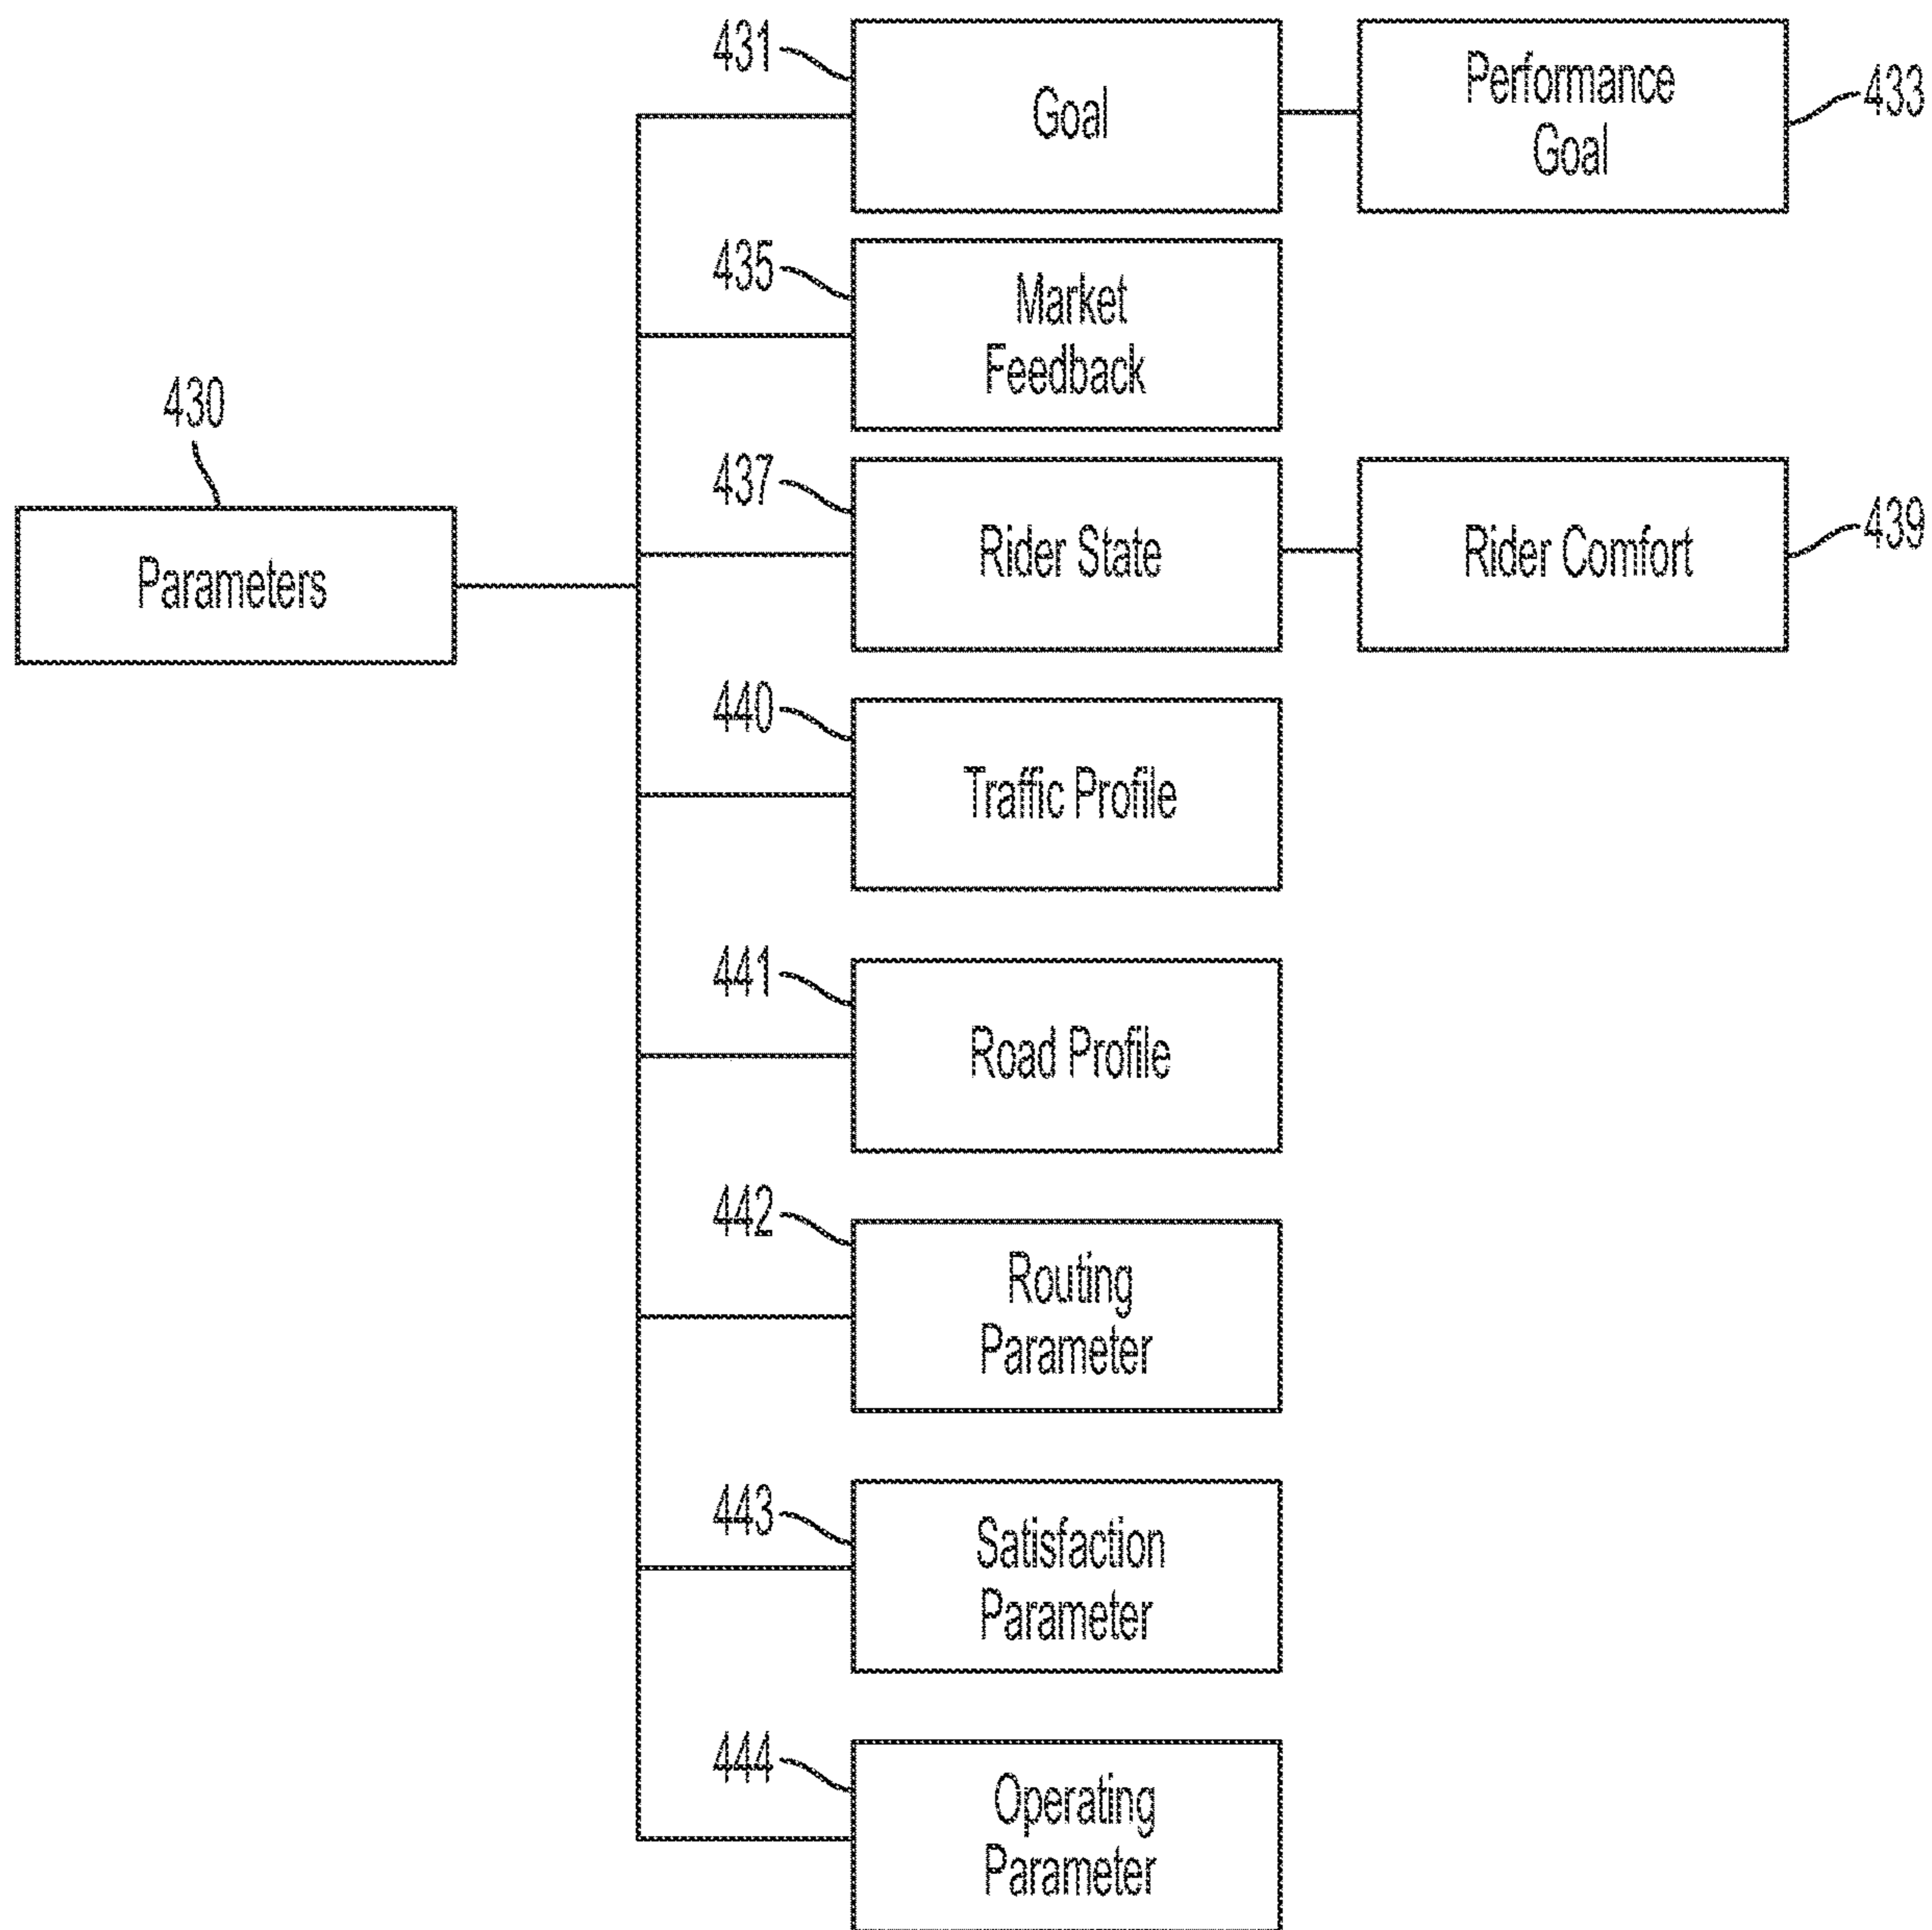 431
Goal
Performance
Goal
433
435
Market
Feedback
430
Parameters
437
Rider State
Rider Comfort
439
440
Traffic Profile
441
Road Profile
442
Routing
Parameter
443
Satisfaction
Parameter
444
Operating
Parameter